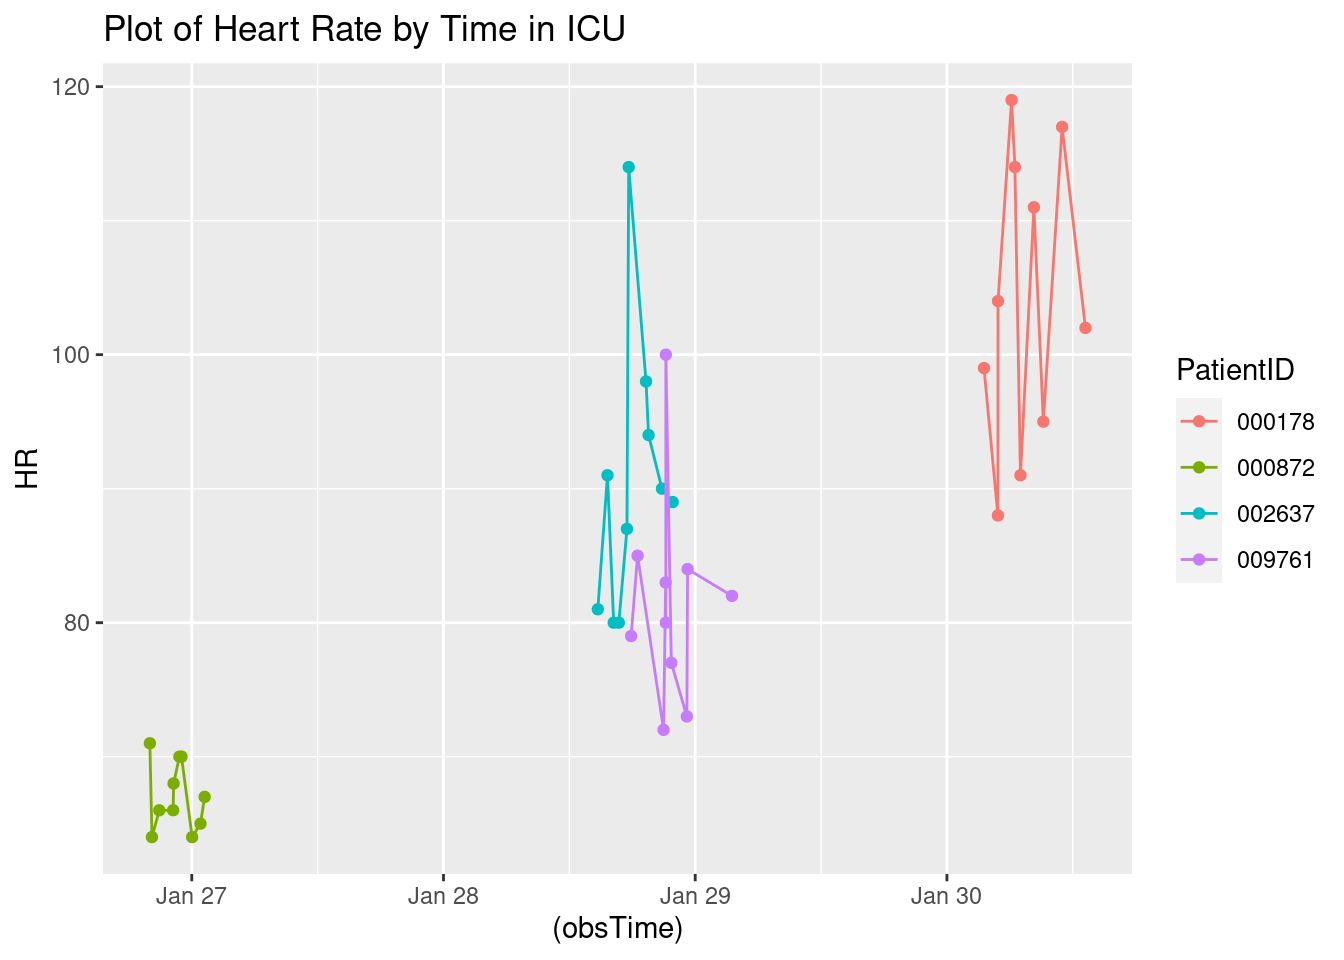 Plot of Heart Rate by Time in ICU
120
100
80
HR
Jan 27
Jan 28
Jan 29
Jan 30
(obsTime)
PatientID
000178
000872
002637
009761